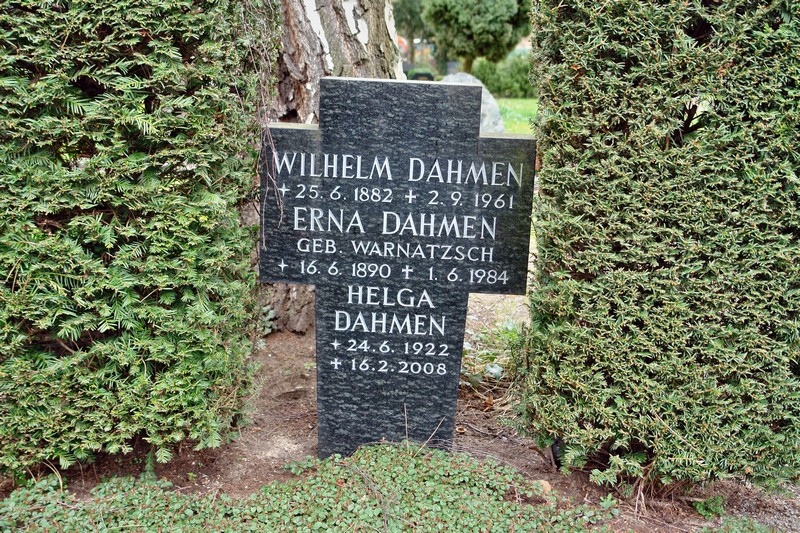 WILHELM DAHMEN
✦ 25. 6. 1882 ✝ 2. 9. 1961
ERNA DAHMEN
GEB. WARNATZSCH
✦ 16. 6. 1890 ✝ 1. 6. 1984
HELGA
DAHMEN
✦ 24. 6. 1922
✝ 16. 2. 2008